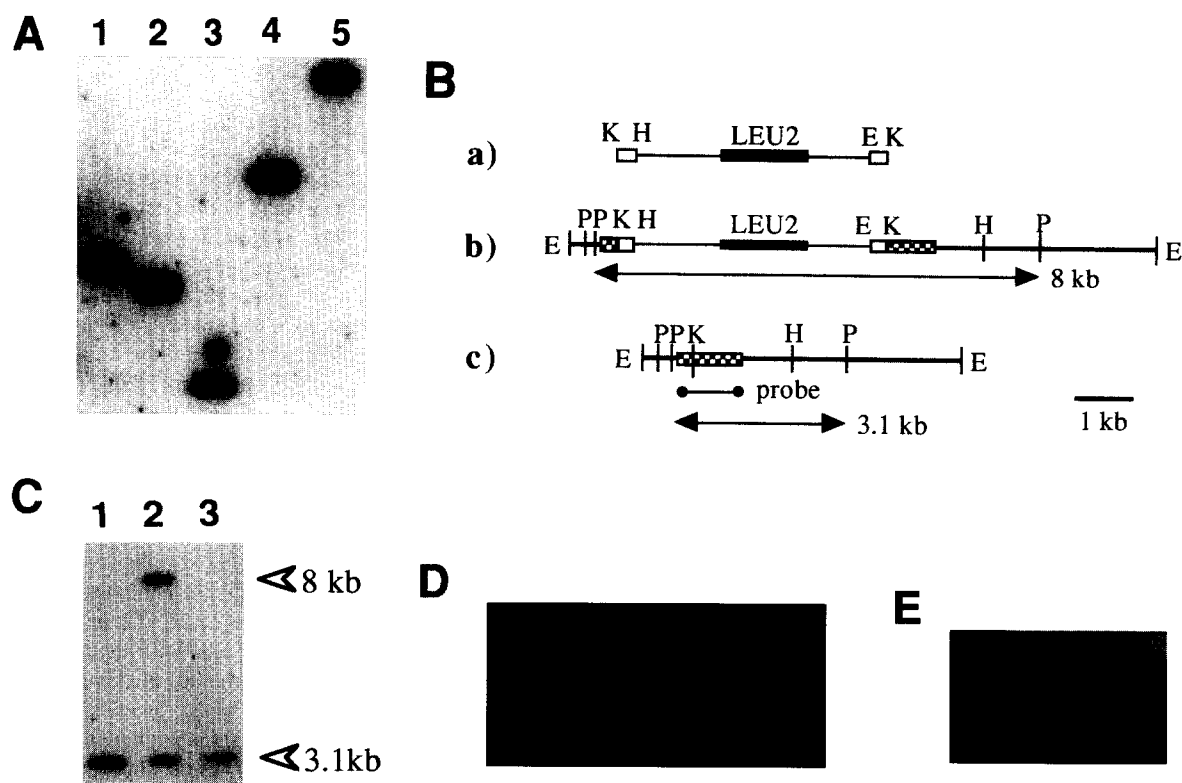 A
1 2 3 4 5
B
a)
K H LEU2 E K
b)
E PP K H LEU2 E K H P E
8 kb
c)
E PP K H P E
probe
3.1 kb
1 kb
C
1 2 3
8 kb
3.1kb
D
E